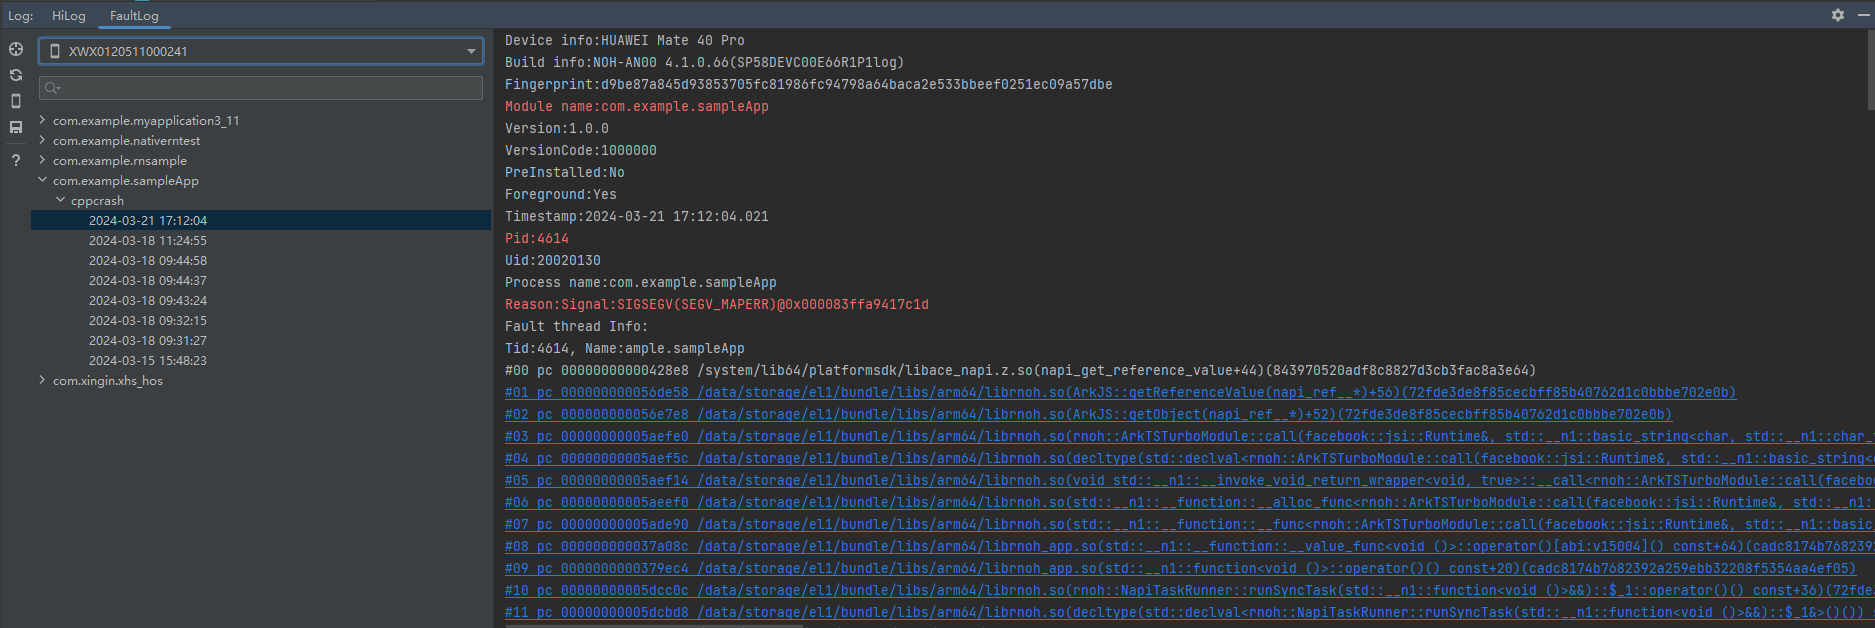 Log: HiLog FaultLog
XWX0120511000241
com.example.myapplication3_11
com.example.nativerntest
com.example.rnsample
com.example.sampleApp
cppcrash
2024-03-21 17:12:04
2024-03-18 11:24:55
2024-03-18 09:44:58
2024-03-18 09:44:37
2024-03-18 09:43:24
2024-03-18 09:32:15
2024-03-18 09:31:27
2024-03-15 15:48:23
com.xingin.xhs_hos
Device info:HUAWEI Mate 40 Pro
Build info:NOH-AN00 4.1.0.66(SP58DEVC00E66R1P1log)
Fingerprint:d9be87a845d93853705fc81986fc94798a64baca2e533bbeef0251ec09a57dbe
Module name:com.example.sampleApp
Version:1.0.0
VersionCode:1000000
PreInstalled:No
Foreground:Yes
Timestamp:2024-03-21 17:12:04.021
Pid:4614
Uid:20020130
Process name:com.example.sampleApp
Reason:Signal:SIGSEGV(SEGV_MAPERR)@0x000083ffa9417c1d
Fault thread Info:
Tid:4614, Name:ample.sampleApp
#00 pc 00000000000428e8 /system/lib64/platformsdk/libace_napi.z.so(napi_get_reference_value+44)(843970520adf8c8827d3cb3fac8a3e64)
#01 pc 000000000056de58 /data/storage/el1/bundle/libs/arm64/librnoh.so(ArkJS::getReferenceValue(napi_ref__*)+56)(72fde3de8f85cecbff85b40762d1c0bbbe702e0b)
#02 pc 000000000056e7e8 /data/storage/el1/bundle/libs/arm64/librnoh.so(ArkJS::getObject(napi_ref__*)+52)(72fde3de8f85cecbff85b40762d1c0bbbe702e0b)
#03 pc 00000000005aefe0 /data/storage/el1/bundle/libs/arm64/librnoh.so(rnoh::ArkTSTurboModule::call(facebook::jsi::Runtime&, std::__n1::basic_string<char, std::__n1::char_
#04 pc 00000000005aef5c /data/storage/el1/bundle/libs/arm64/librnoh.so(decltype(std::declval<rnoh::ArkTSTurboModule::call(facebook::jsi::Runtime&, std::__n1::basic_string<
#05 pc 00000000005aef14 /data/storage/el1/bundle/libs/arm64/librnoh.so(void std::__n1::__invoke_void_return_wrapper<void, true>::__call<rnoh::ArkTSTurboModule::call(facebo
#06 pc 00000000005aeef0 /data/storage/el1/bundle/libs/arm64/librnoh.so(std::__n1::__function::__alloc_func<rnoh::ArkTSTurboModule::call(facebook::jsi::Runtime&, std::__n1::
#07 pc 00000000005ade90 /data/storage/el1/bundle/libs/arm64/librnoh.so(std::__n1::__function::__func<rnoh::ArkTSTurboModule::call(facebook::jsi::Runtime&, std::__n1::basic
#08 pc 000000000037a08c /data/storage/el1/bundle/libs/arm64/librnoh_app.so(std::__n1::__function::__value_func<void ()>::operator()[abi:v15004]() const+64)(cadc8174b768239
#09 pc 0000000000379ec4 /data/storage/el1/bundle/libs/arm64/librnoh_app.so(std::__n1::function<void ()>::operator()() const+20)(cadc8174b7682392a259ebb32208f5354aa4ef05)
#10 pc 00000000005dcc0c /data/storage/el1/bundle/libs/arm64/librnoh.so(rnoh::NapiTaskRunner::runSyncTask(std::__n1::function<void ()>&&)::$_1::operator()() const+36)(72fde
#11 pc 00000000005dcbd8 /data/storage/el1/bundle/libs/arm64/librnoh.so(decltype(std::declval<rnoh::NapiTaskRunner::runSyncTask(std::__n1::function<void ()>&&)::$_1&>()())